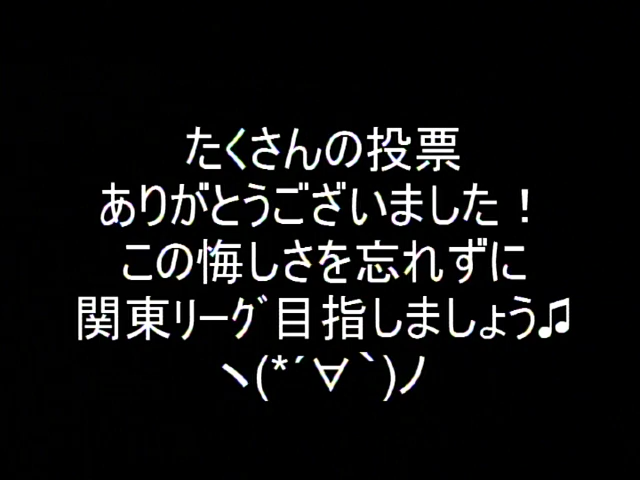 たくさんの投票
ありがとうございました！
この悔しさを忘れずに
関東ﾘｰｸﾞ目指しましょう♫
ヽ(*´∀｀)ノ